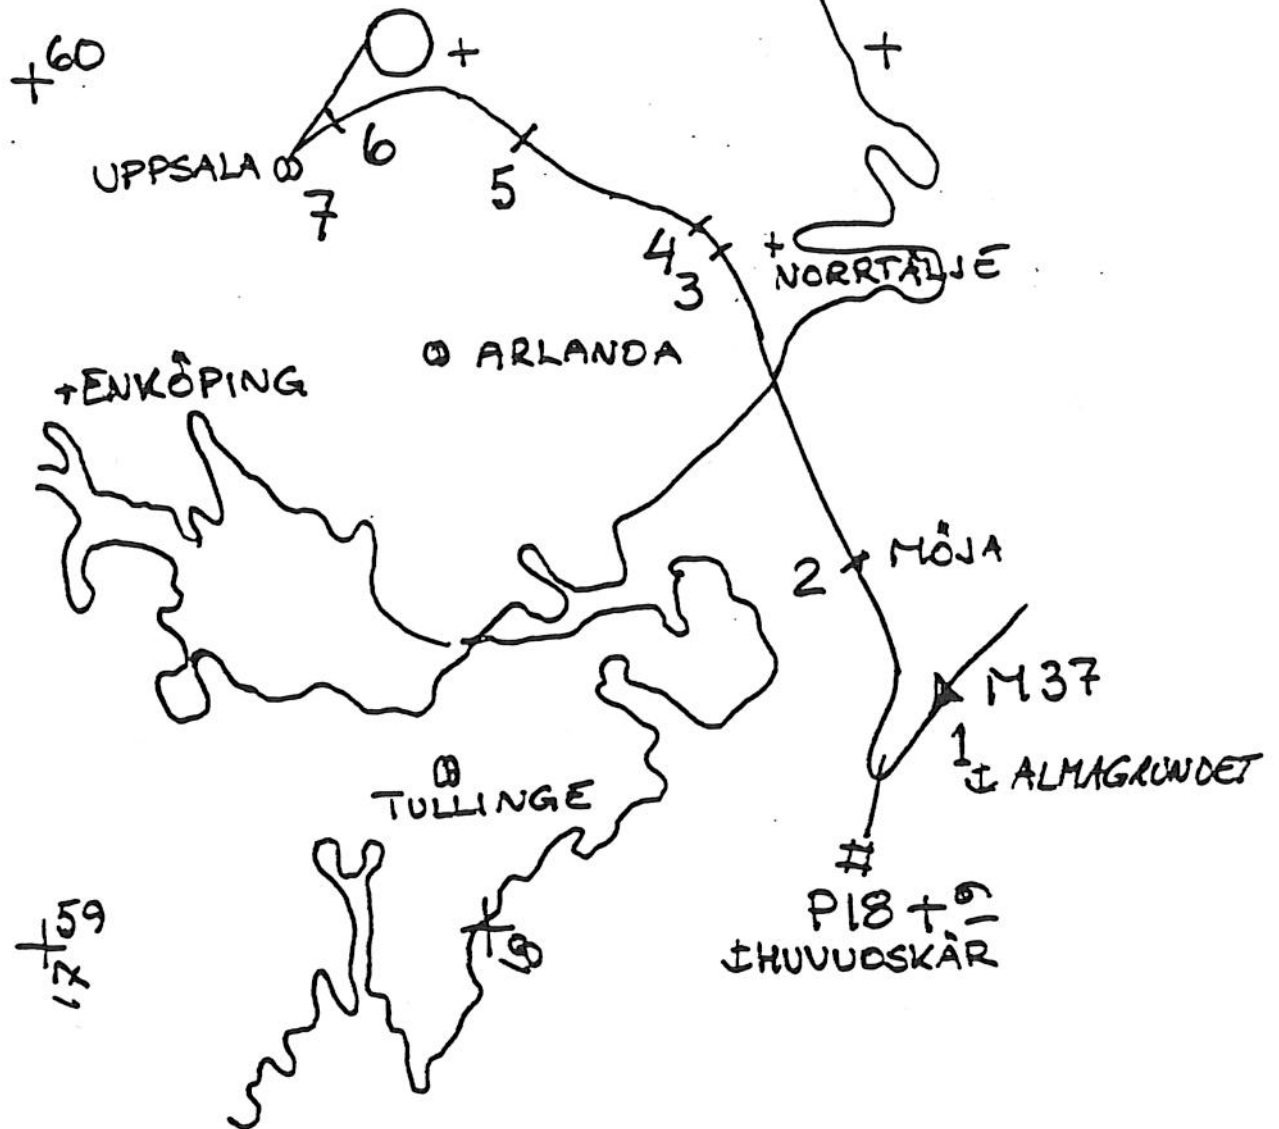 60
UPPSALA
6
5
7
4
3
NORRTÄLJE
ARLANDA
ENKÖPING
2 MÖJA
M 37
1
ALMAGRUNDET
TULLINGE
P18 +
59
17
HUVUDSKÄR